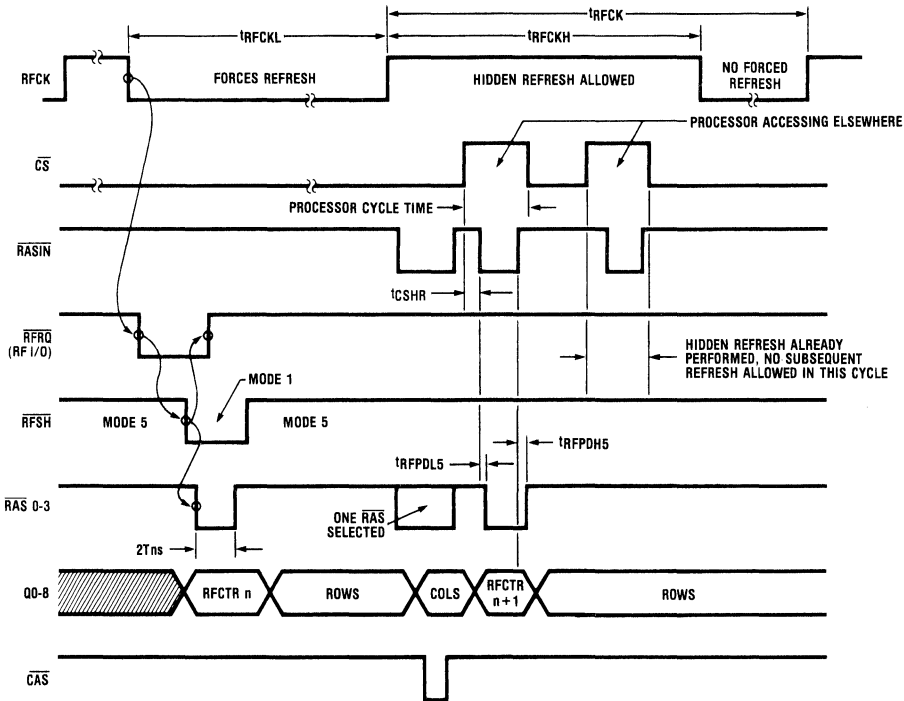 tRFCK
tRFCKL
tRFCKH
RFCK
FORCES REFRESH
HIDDEN REFRESH ALLOWED
NO FORCED
REFRESH
PROCESSOR ACCESSING ELSEWHERE
CS
PROCESSOR CYCLE TIME
RASIN
tCSHR
RFRQ
(RF I/O)
HIDDEN REFRESH ALREADY
PERFORMED, NO SUBSEQUENT
REFRESH ALLOWED IN THIS CYCLE
MODE 1
RFSH
MODE 5
MODE 5
tRFPDL5
tRFPDH5
RAS 0-3
ONE RAS
SELECTED
2Tns
Q0-8
RFCTR n
ROWS
COLS
RFCTR
n + 1
ROWS
CAS